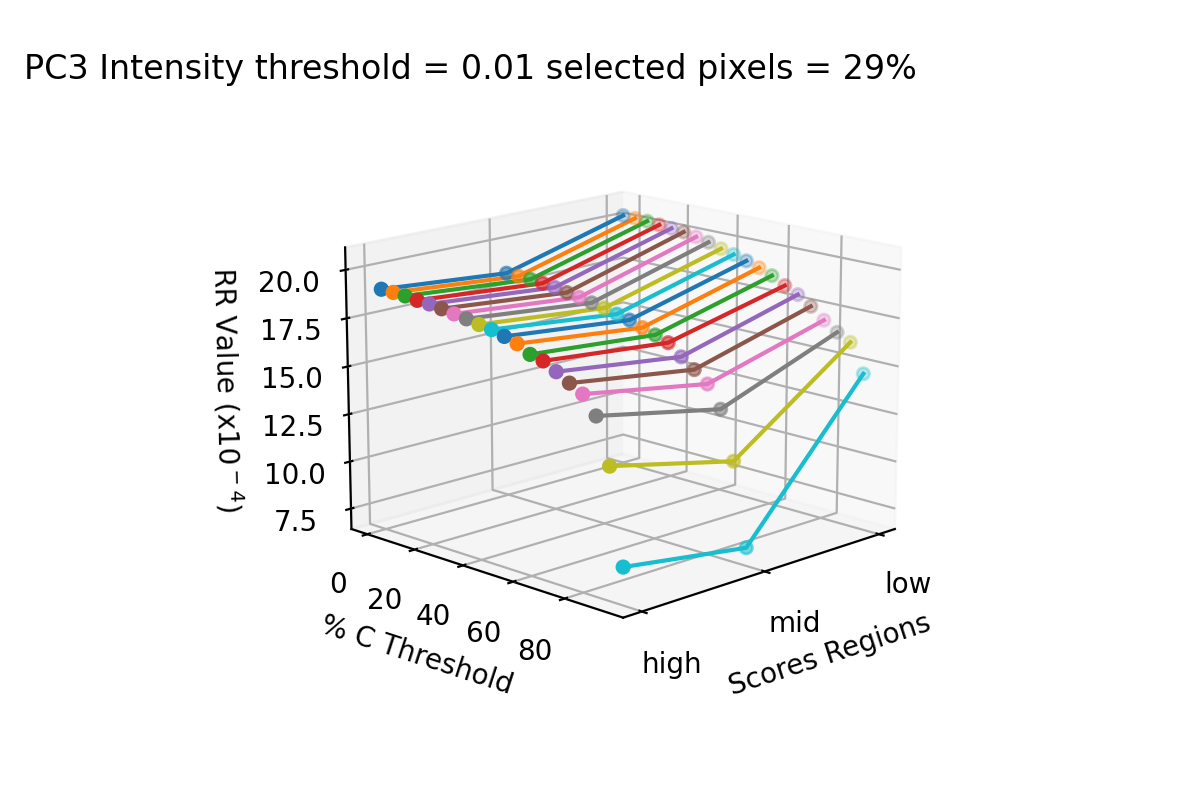 PC3 Intensity threshold = 0.01 selected pixels = 29%
RR Value (x10⁻⁴)
20.0
17.5
15.0
12.5
10.0
7.5
0
20
40
60
80
% C Threshold
high
mid
low
Scores Regions